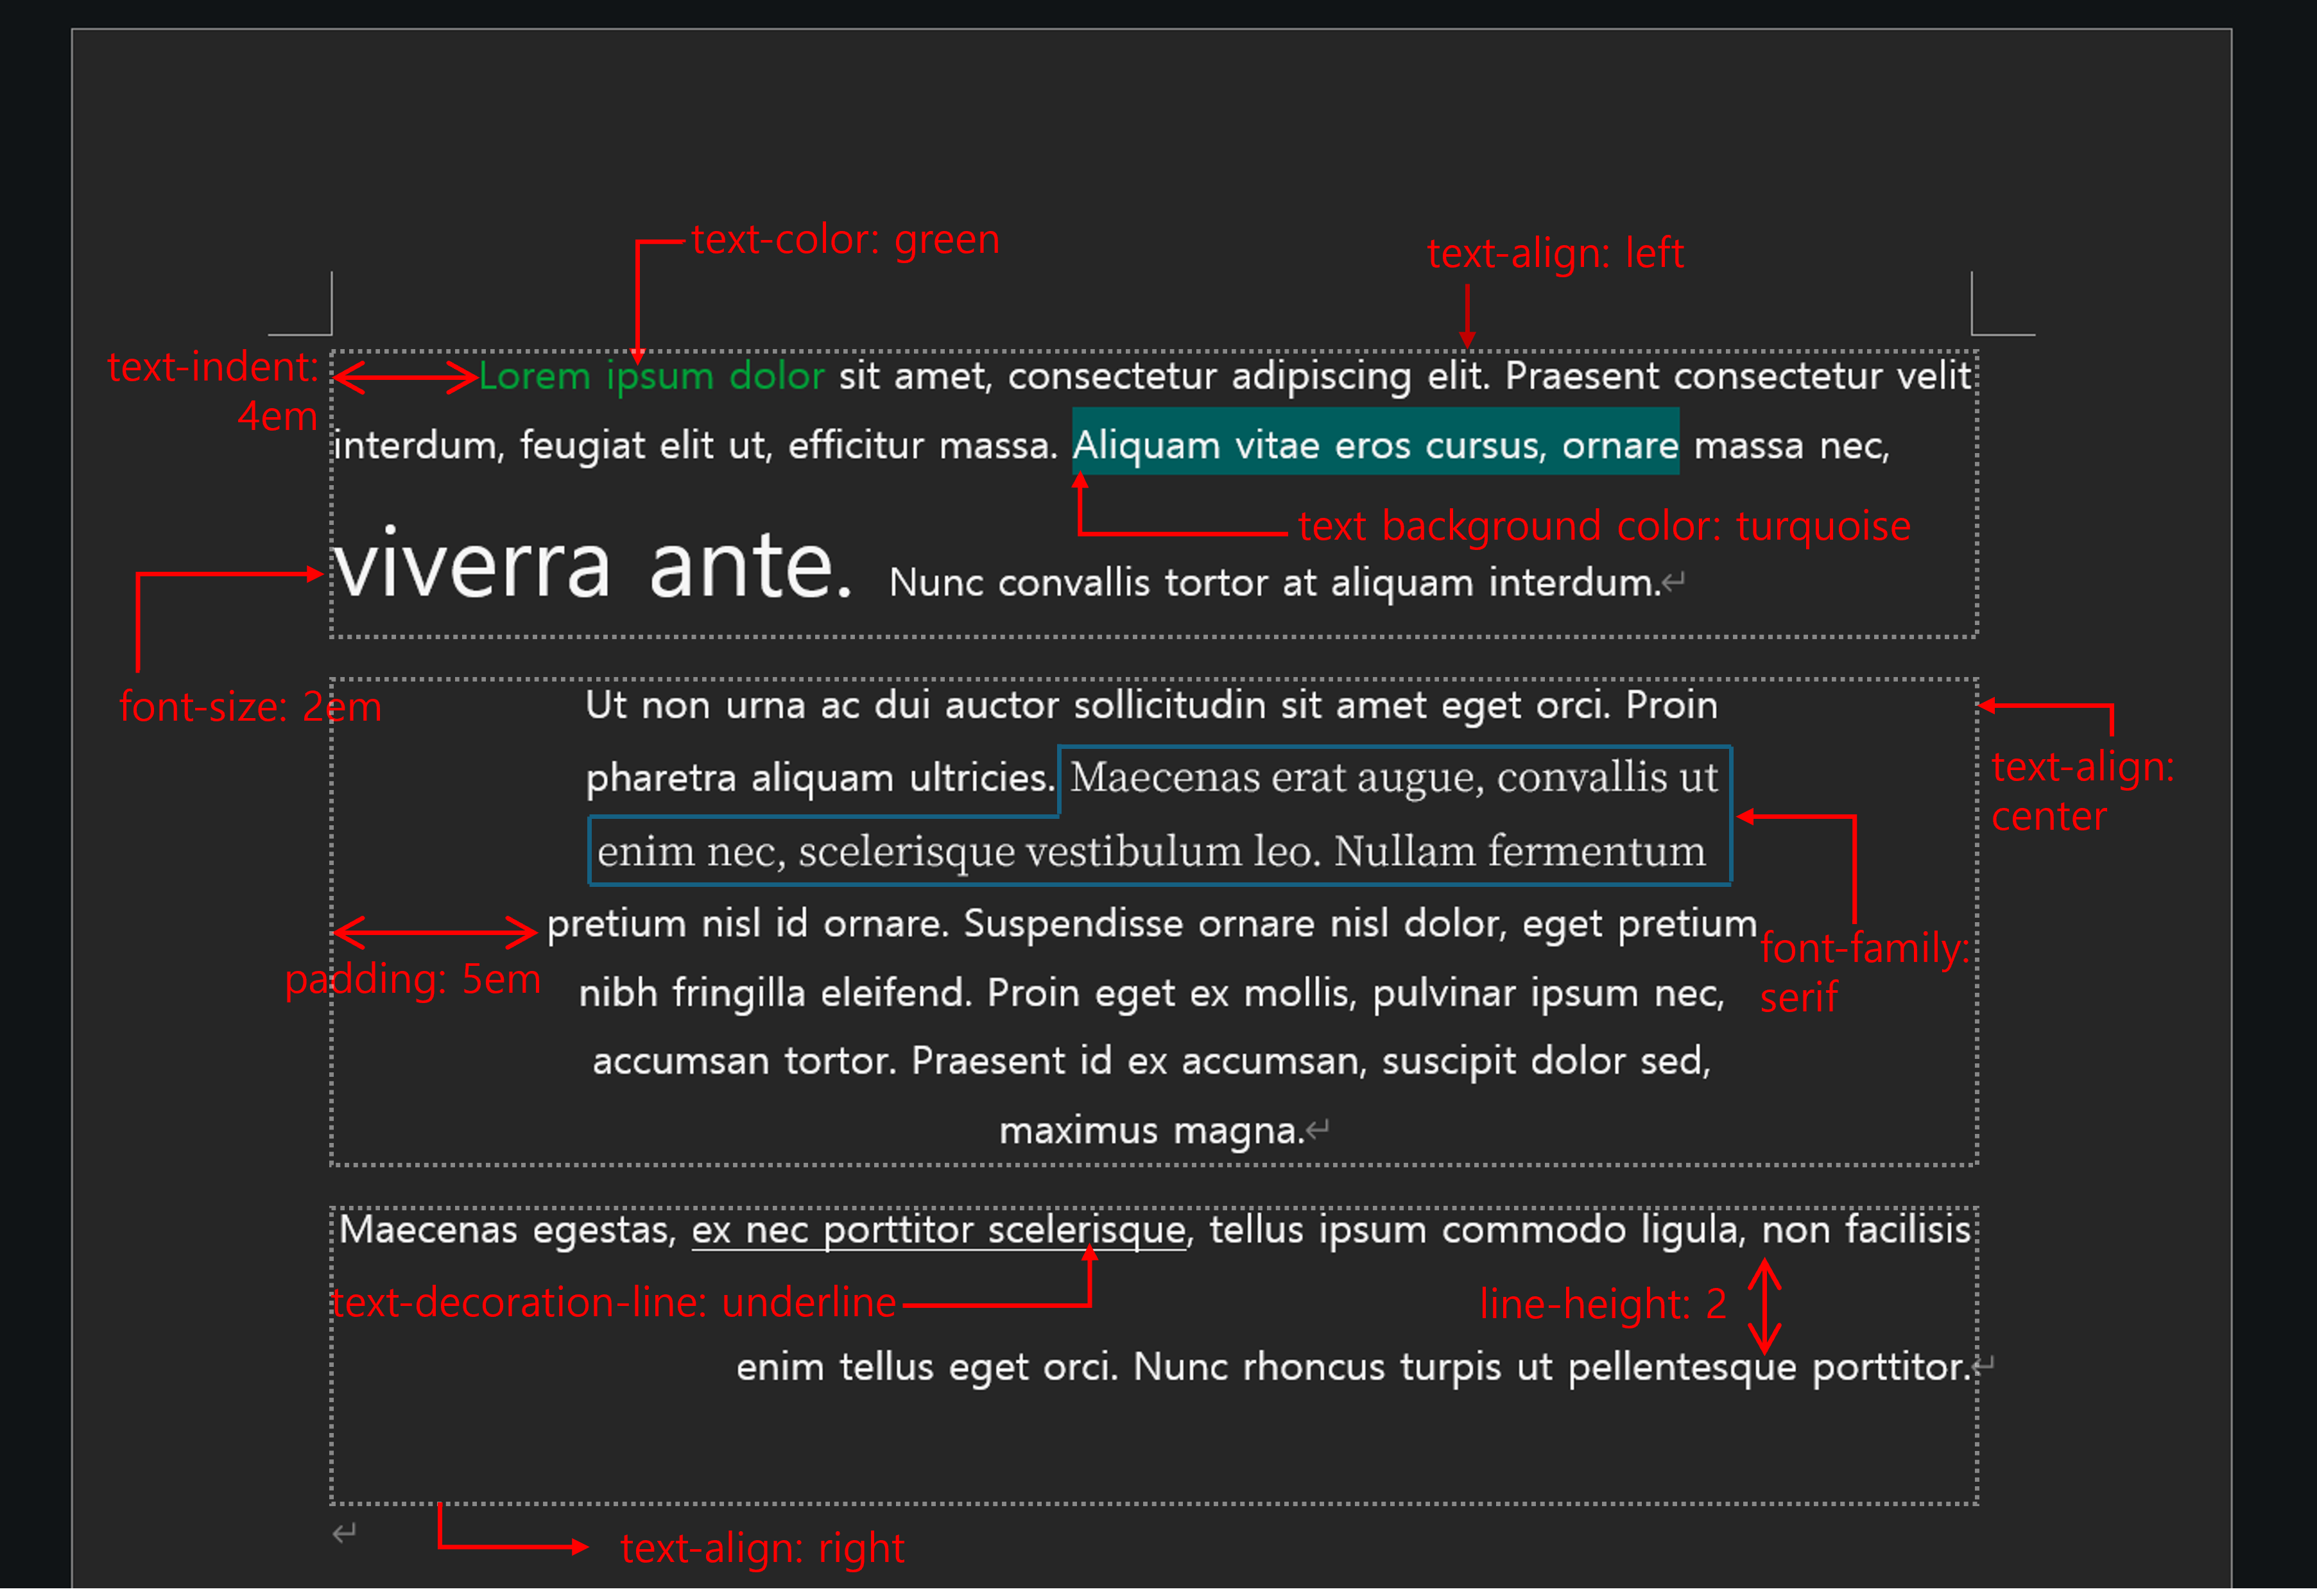 text-color: green
text-align: left
text-indent:
4em
Lorem ipsum dolor sit amet, consectetur adipiscing elit. Praesent consectetur velit
interdum, feugiat elit ut, efficitur massa. Aliquam vitae eros cursus, ornare massa nec,
text background color: turquoise
viverra ante. Nunc convallis tortor at aliquam interdum.↵
font-size: 2em
Ut non urna ac dui auctor sollicitudin sit amet eget orci. Proin
pharetra aliquam ultricies. Maecenas erat augue, convallis ut
text-align:
center
enim nec, scelerisque vestibulum leo. Nullam fermentum
pretium nisl id ornare. Suspendisse ornare nisl dolor, eget pretium
font-family:
serif
padding: 5em
nibh fringilla eleifend. Proin eget ex mollis, pulvinar ipsum nec,
accumsan tortor. Praesent id ex accumsan, suscipit dolor sed,
maximus magna.↵
Maecenas egestas, ex nec porttitor scelerisque, tellus ipsum commodo ligula, non facilisis
text-decoration-line: underline
line-height: 2
enim tellus eget orci. Nunc rhoncus turpis ut pellentesque porttitor.↵
↵
text-align: right